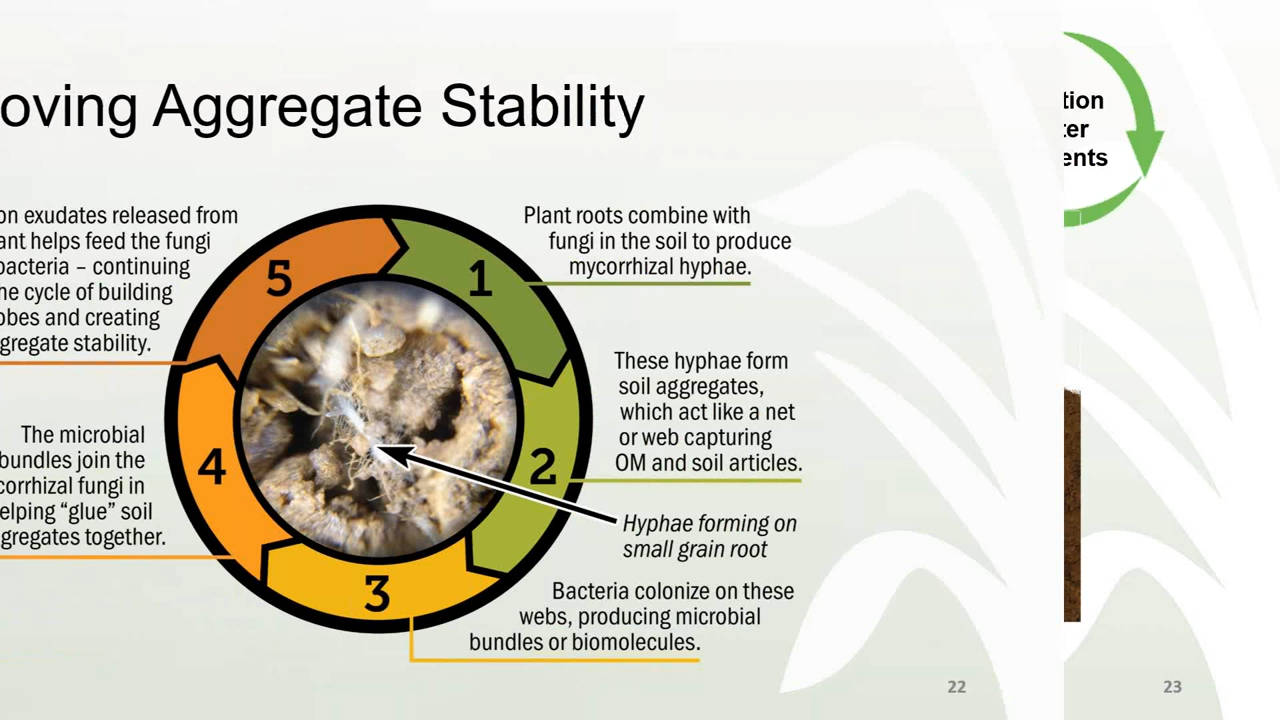 oving Aggregate Stability
on exudates released from
ant helps feed the fungi
bacteria – continuing
he cycle of building
obes and creating
gregate stability.
5
1
Plant roots combine with
fungi in the soil to produce
mycorrhizal hyphae.
These hyphae form
soil aggregates,
which act like a net
or web capturing
OM and soil articles.
2
Hyphae forming on
small grain root
Bacteria colonize on these
webs, producing microbial
bundles or biomolecules.
3
The microbial
bundles join the
corrhizal fungi in
elping “glue” soil
gregates together.
4
22
tion
ter
ents
23